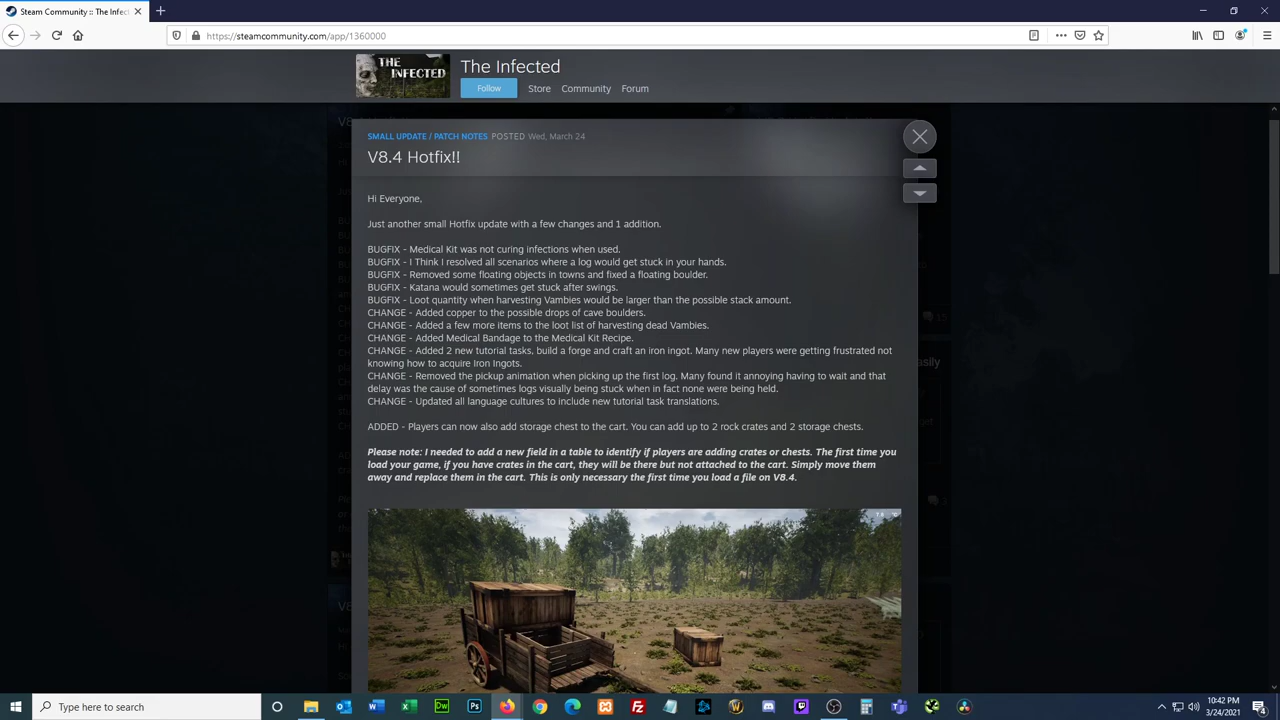 Steam Community :: The Infected
https://steamcommunity.com/app/1360000
THE INFECTED
The Infected
Follow
Store
Community
Forum
SMALL UPDATE / PATCH NOTES POSTED Wed, March 24
V8.4 Hotfix!!
Hi Everyone,
Just another small Hotfix update with a few changes and 1 addition.
BUGFIX - Medical Kit was not curing infections when used.
BUGFIX - I Think I resolved all scenarios where a log would get stuck in your hands.
BUGFIX - Removed some floating objects in towns and fixed a floating boulder.
BUGFIX - Katana would sometimes get stuck after swings.
BUGFIX - Loot quantity when harvesting Vambies would be larger than the possible stack amount.
CHANGE - Added copper to the possible drops of cave boulders.
CHANGE - Added a few more items to the loot list of harvesting dead Vambies.
CHANGE - Added Medical Bandage to the Medical Kit Recipe.
CHANGE - Added 2 new tutorial tasks, build a forge and craft an iron ingot. Many new players were getting frustrated not
knowing how to acquire Iron Ingots.
CHANGE - Removed the pickup animation when picking up the first log. Many found it annoying having to wait and that
delay was the cause of sometimes logs visually being stuck when in fact none were being held.
CHANGE - Updated all language cultures to include new tutorial task translations.
ADDED - Players can now also add storage chest to the cart. You can add up to 2 rock crates and 2 storage chests.
Please note: I needed to add a new field in a table to identify if players are adding crates or chests. The first time you
load your game, if you have crates in the cart, they will be there but not attached to the cart. Simply move them
away and replace them in the cart. This is only necessary the first time you load a file on V8.4.
Type here to search
10:42 PM
3/24/2021